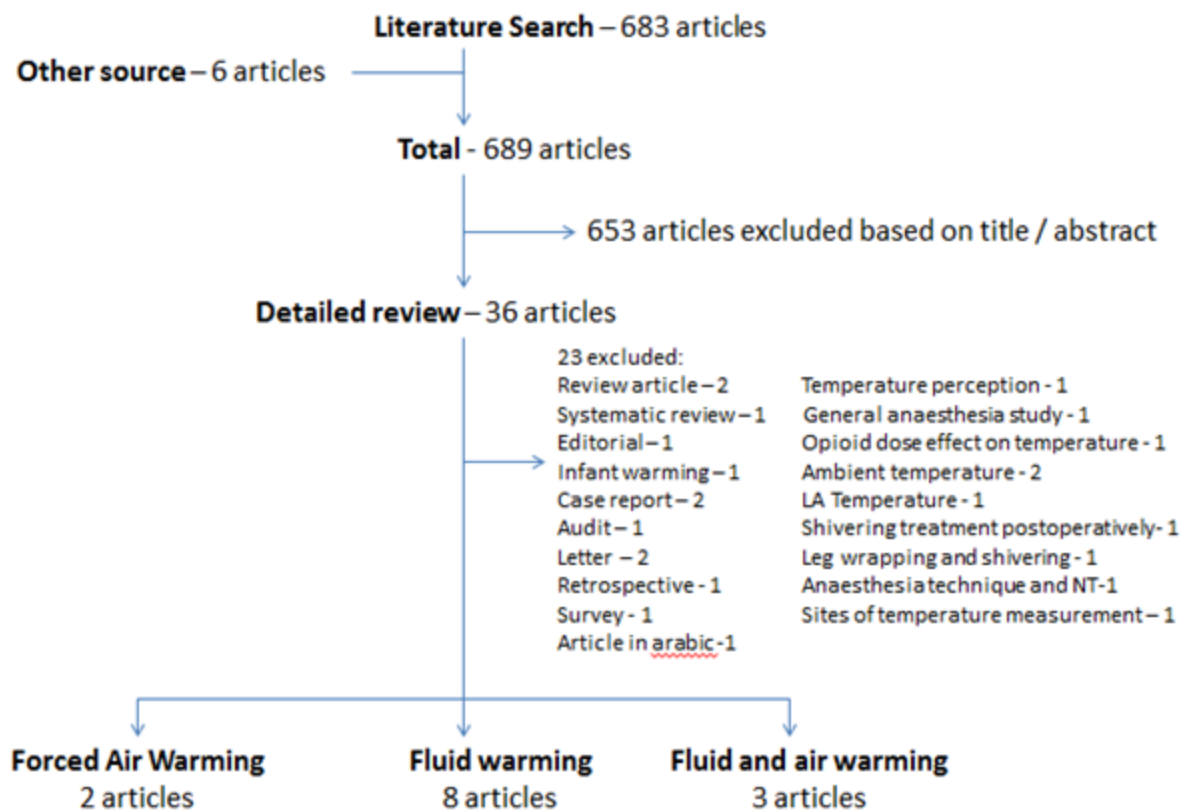 Literature Search – 683 articles
Other source – 6 articles
Total - 689 articles
653 articles excluded based on title / abstract
Detailed review – 36 articles
23 excluded:
Review article – 2
Systematic review – 1
Editorial – 1
Infant warming – 1
Case report – 2
Audit – 1
Letter – 2
Retrospective - 1
Survey - 1
Article in arabic -1
Temperature perception - 1
General anaesthesia study - 1
Opioid dose effect on temperature - 1
Ambient temperature - 2
LA Temperature - 1
Shivering treatment postoperatively- 1
Leg wrapping and shivering - 1
Anaesthesia technique and NT-1
Sites of temperature measurement – 1
Forced Air Warming
2 articles
Fluid warming
8 articles
Fluid and air warming
3 articles